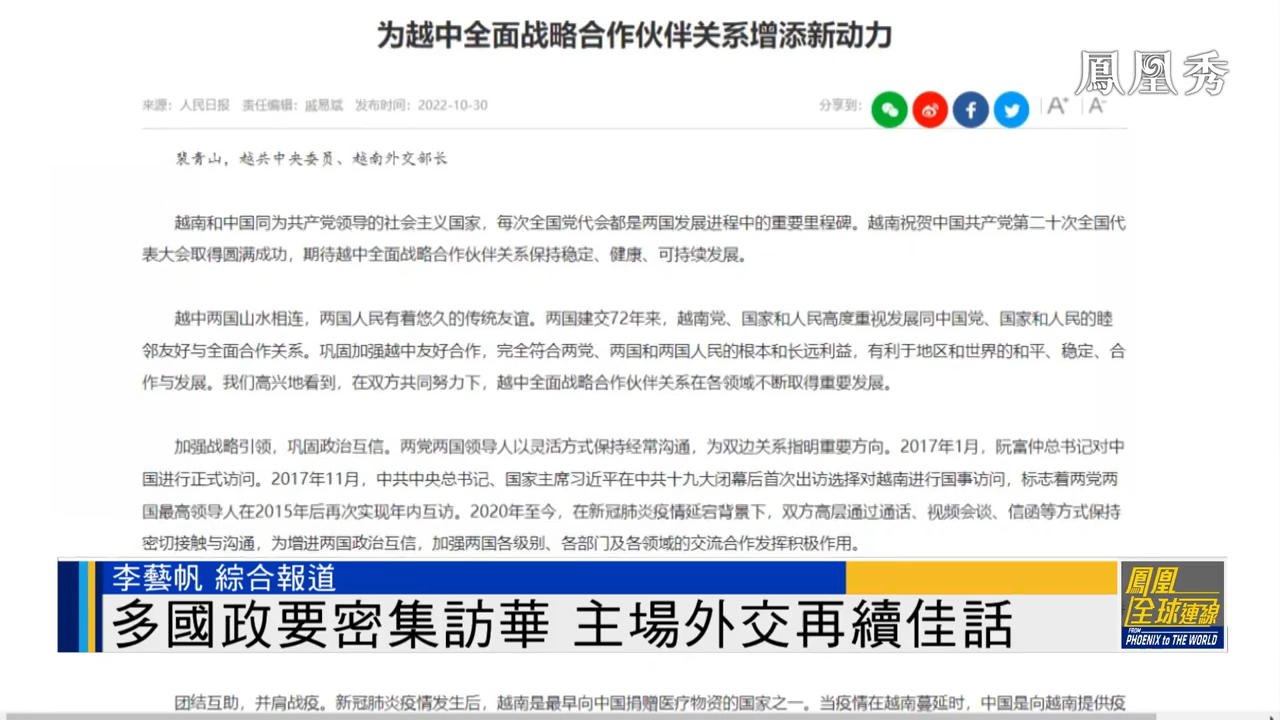 为越中全面战略合作伙伴关系增添新动力
鳳凰秀
来源：人民日报 责任编辑：戚易斌 发布时间：2022-10-30
分享到：
A+ A-
裴青山，越共中央委员、越南外交部长
越南和中国同为共产党领导的社会主义国家，每次全国党代会都是两国发展进程中的重要里程碑。越南祝贺中国共产党第二十次全国代
表大会取得圆满成功，期待越中全面战略合作伙伴关系保持稳定、健康、可持续发展。
越中两国山水相连，两国人民有着悠久的传统友谊。两国建交72年来，越南党、国家和人民高度重视发展同中国党、国家和人民的睦
邻友好与全面合作关系。巩固加强越中友好合作，完全符合两党、两国和两国人民的根本和长远利益，有利于地区和世界的和平、稳定、合
作与发展。我们高兴地看到，在双方共同努力下，越中全面战略合作伙伴关系在各领域不断取得重要发展。
加强战略引领，巩固政治互信。两党两国领导人以灵活方式保持经常沟通，为双边关系指明重要方向。2017年1月，阮富仲总书记对中
国进行正式访问。2017年11月，中共中央总书记、国家主席习近平在中共十九大闭幕后首次出访选择对越南进行国事访问，标志着两党两
国最高领导人在2015年后再次实现年内互访。2020年至今，在新冠肺炎疫情延宕背景下，双方高层通过通话、视频会谈、信函等方式保持
密切接触与沟通，为增进两国政治互信，加强两国各级别、各部门及各领域的交流合作发挥积极作用。
李藝帆 綜合報道
多國政要密集訪華 主場外交再續佳話
鳳凰
全球連線
FROM
PHOENIX to THE WORLD
团结互助，并肩战疫。新冠肺炎疫情发生后，越南是最早向中国捐赠医疗物资的国家之一。当疫情在越南蔓延时，中国是向越南提供疫